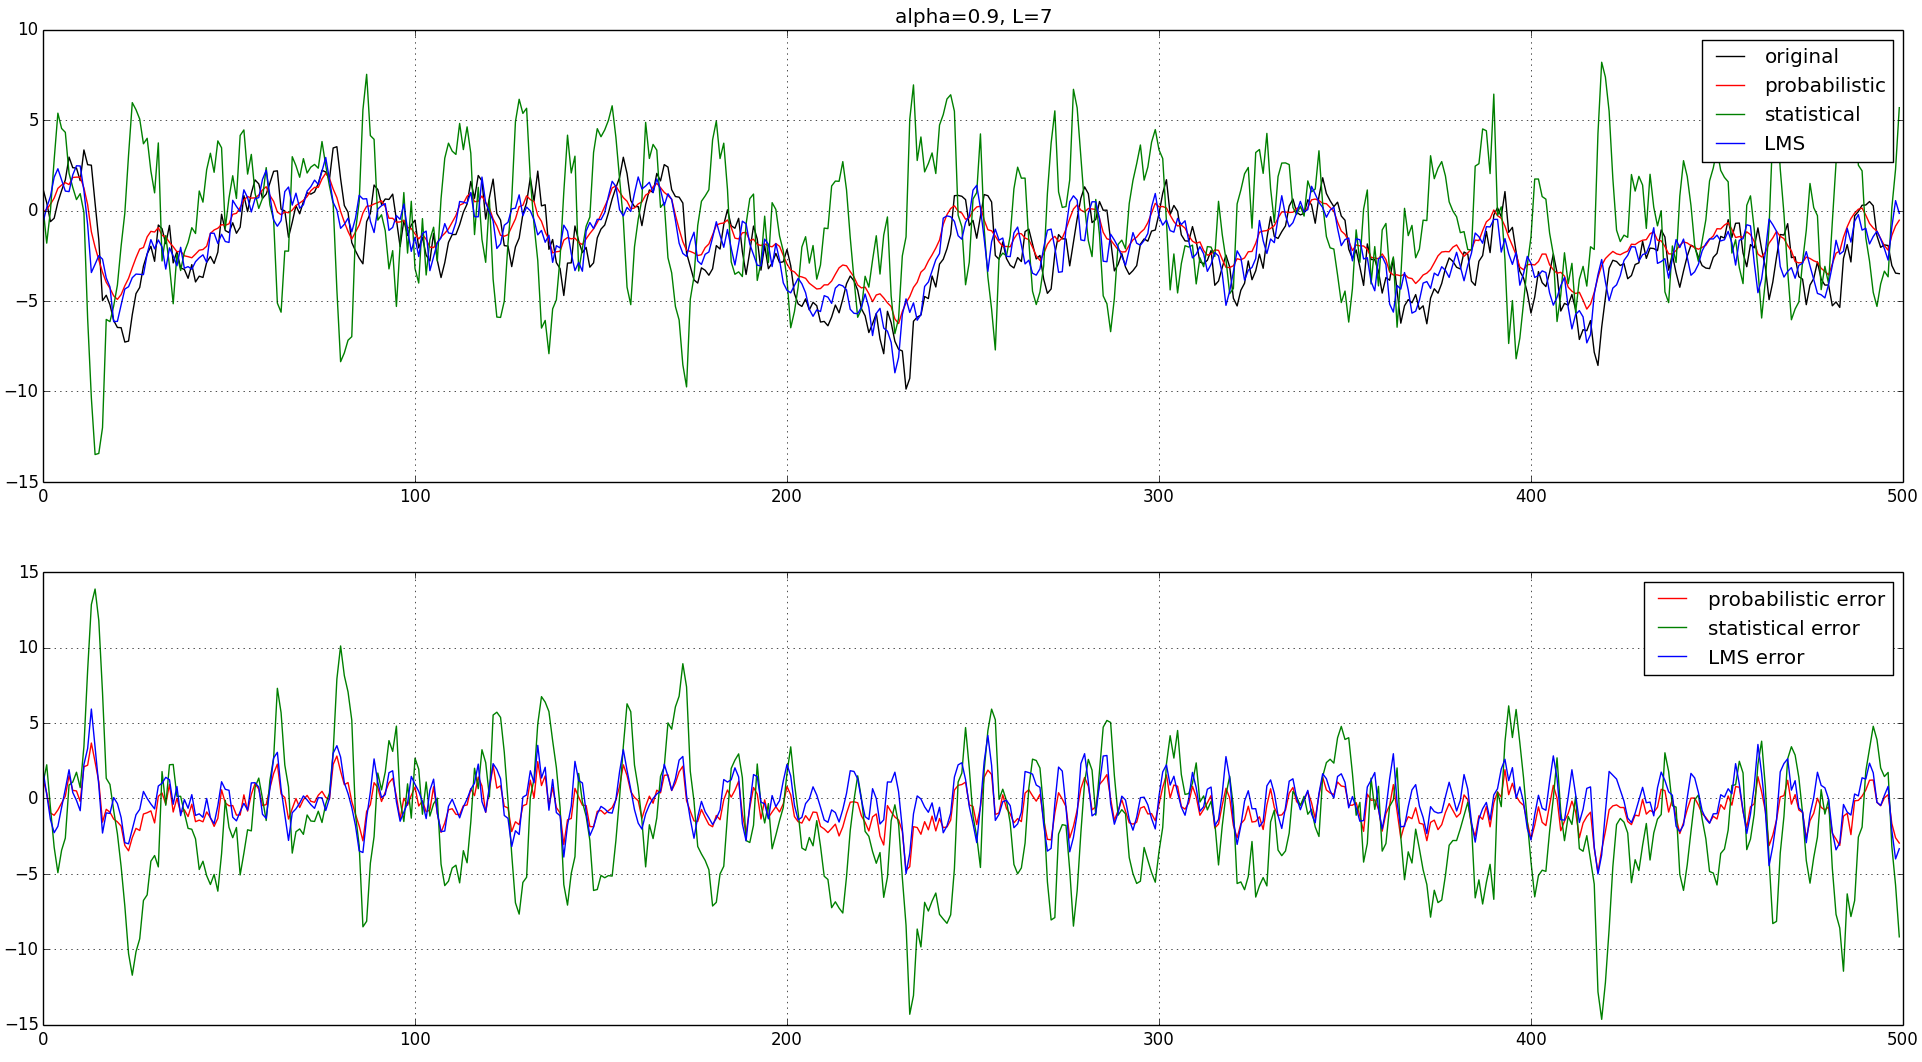 alpha=0.9, L=7
10
5
0
−5
−10
−15
0 100 200 300 400 500
original
probabilistic
statistical
LMS
15
10
5
0
−5
−10
−15
0 100 200 300 400 500
probabilistic error
statistical error
LMS error